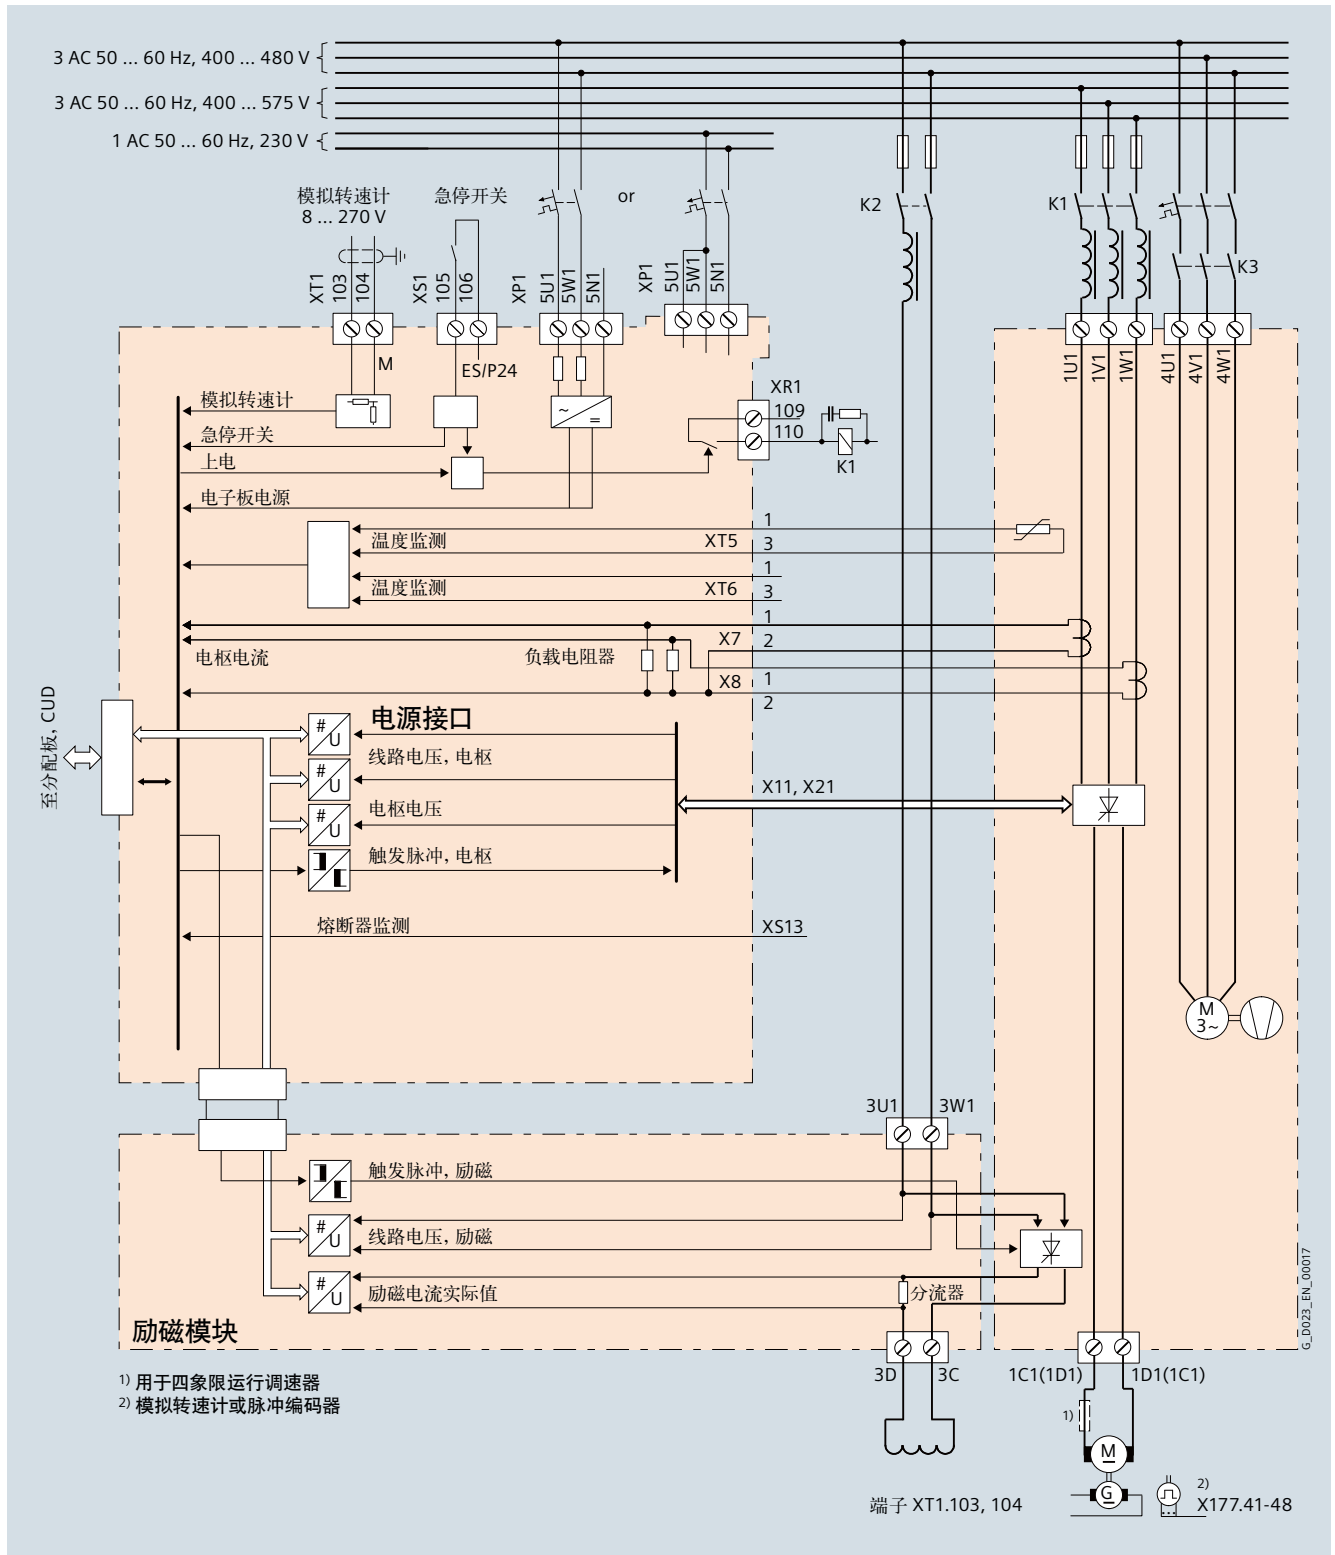 3 AC 50 ... 60 Hz, 400 ... 480 V
3 AC 50 ... 60 Hz, 400 ... 575 V
1 AC 50 ... 60 Hz, 230 V
模拟转速计
8 ... 270 V
急停开关
or
K2
K1
K3
XT1
103
104
XS1
105
106
XP1
5U1
5W1
5N1
XP1
5U1
5W1
5N1
M
ES/P24
1U1
1V1
1W1
4U1
4V1
4W1
模拟转速计
~
=
XR1
109
110
K1
急停开关
上电
电子板电源
温度监测
XT5
1
3
温度监测
XT6
1
3
电枢电流
负载电阻器
X7
1
2
X8
1
2
至分配板, CUD
电源接口
#
U
线路电压, 电枢
#
U
电枢电压
#
U
触发脉冲, 电枢
X11, X21
熔断器监测
XS13
M
3~
3U1
3W1
触发脉冲, 励磁
#
U
线路电压, 励磁
#
U
励磁电流实际值
分流器
励磁模块
G_D023_EN_00017
3D
3C
1C1(1D1)
1D1(1C1)
1) 用于四象限运行调速器
2) 模拟转速计或脉冲编码器
1)
M
G
2)
端子 XT1.103, 104
X177.41-48